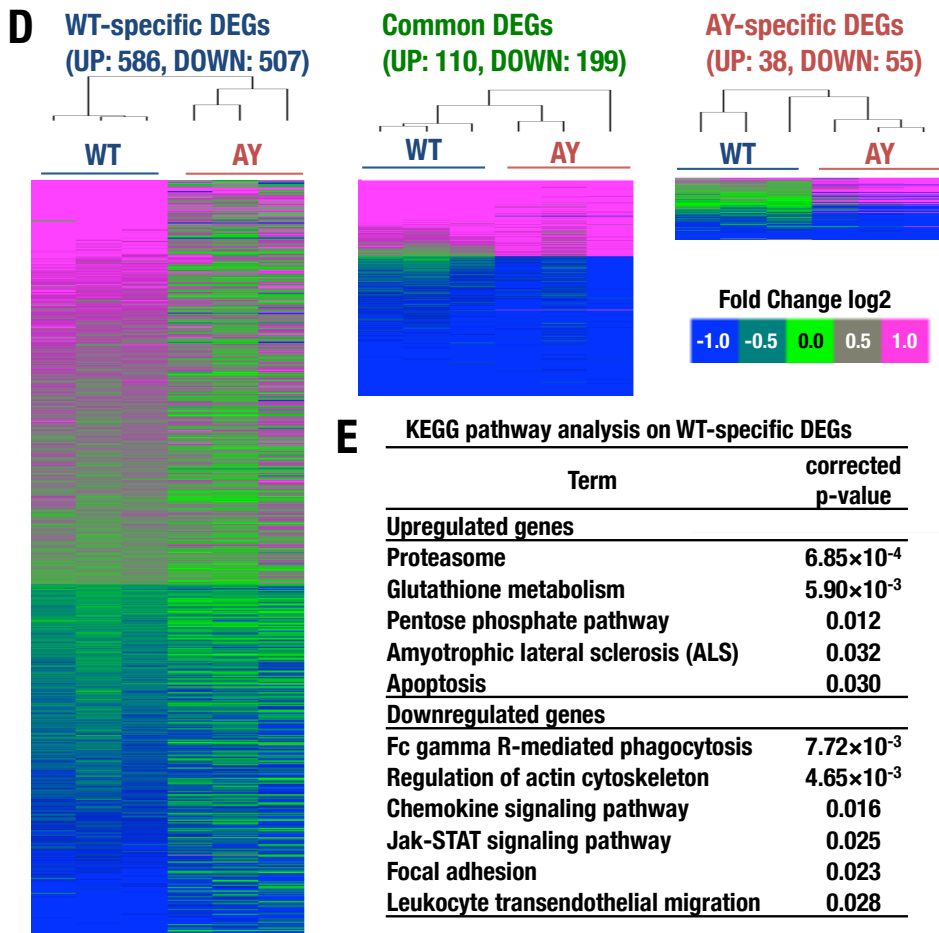 D
WT-specific DEGs
(UP: 586, DOWN: 507)
WT
AY
Common DEGs
(UP: 110, DOWN: 199)
WT
AY
AY-specific DEGs
(UP: 38, DOWN: 55)
WT
AY
Fold Change log2
-1.0 -0.5 0.0 0.5 1.0
E
KEGG pathway analysis on WT-specific DEGs
Term corrected p-value
Upregulated genes
Proteasome 6.85×10⁻⁴
Glutathione metabolism 5.90×10⁻³
Pentose phosphate pathway 0.012
Amyotrophic lateral sclerosis (ALS) 0.032
Apoptosis 0.030
Downregulated genes
Fc gamma R-mediated phagocytosis 7.72×10⁻³
Regulation of actin cytoskeleton 4.65×10⁻³
Chemokine signaling pathway 0.016
Jak-STAT signaling pathway 0.025
Focal adhesion 0.023
Leukocyte transendothelial migration 0.028